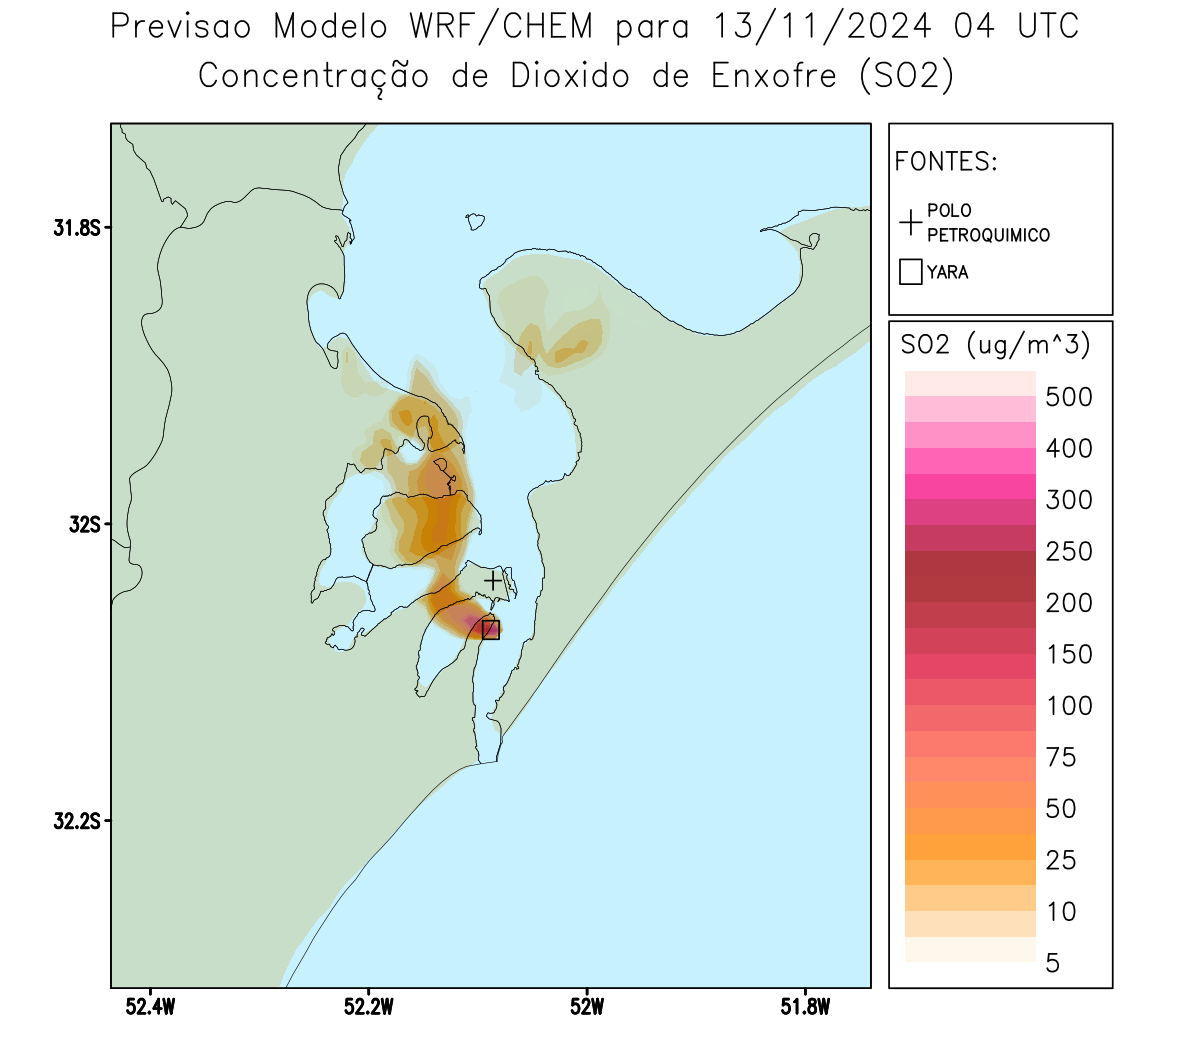 Previsao Modelo WRF/CHEM para 13/11/2024 04 UTC
Concentração de Dioxido de Enxofre (SO2)
FONTES:
POLO
PETROQUIMICO
YARA
SO2 (ug/m^3)
500
400
300
250
200
150
100
75
50
25
10
5
31.8S
32S
32.2S
52.4W
52.2W
52W
51.8W